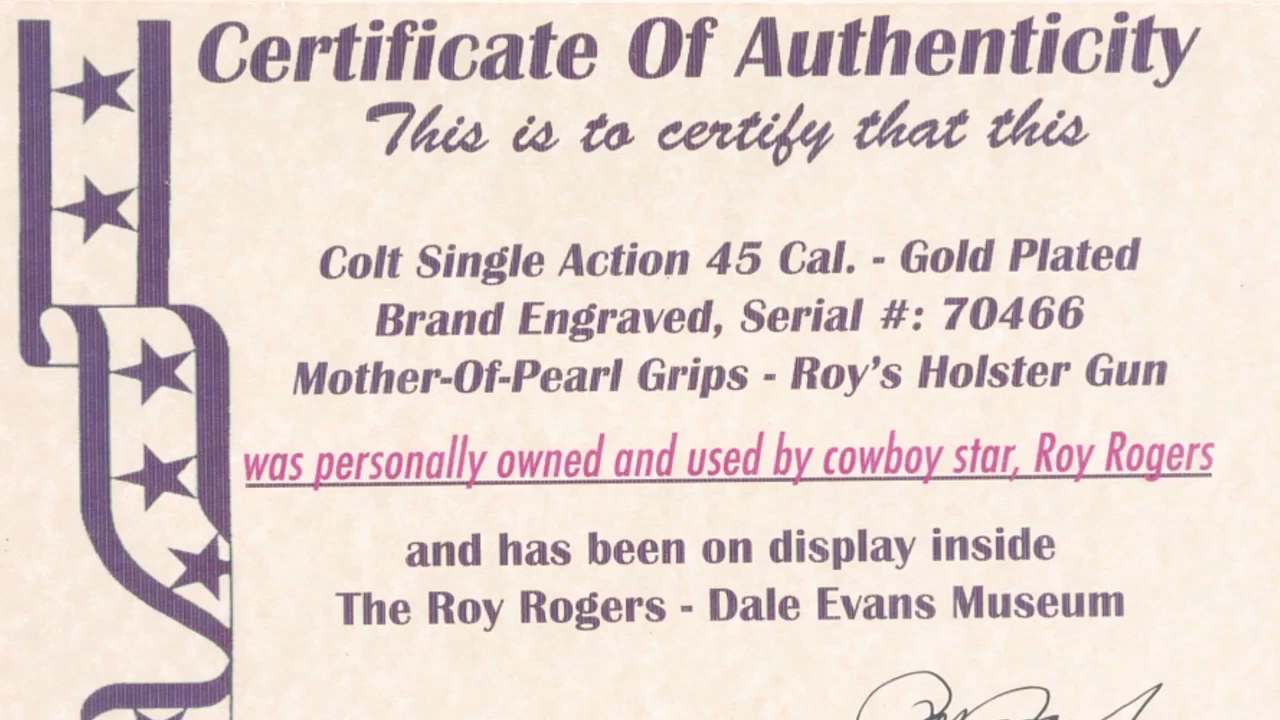 Certificate Of Authenticity
This is to certify that this
Colt Single Action 45 Cal. - Gold Plated
Brand Engraved, Serial #: 70466
Mother-Of-Pearl Grips - Roy's Holster Gun
was personally owned and used by cowboy star, Roy Rogers
and has been on display inside
The Roy Rogers - Dale Evans Museum